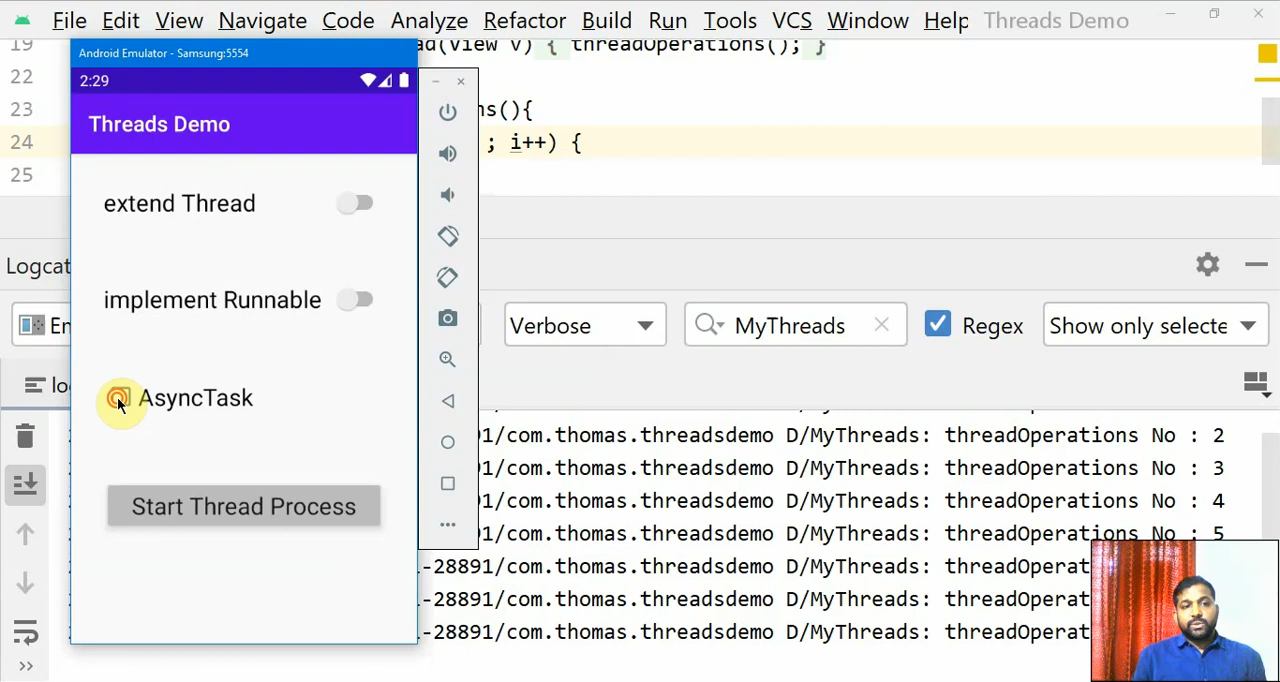 File Edit View Navigate Code Analyze Refactor Build Run Tools VCS Window Help Threads Demo
19 ad(View v) { threadOperations(); }
Android Emulator - Samsung:5554
2:29
22
Threads Demo
23 ns(){
24 ; i++) {
25
extend Thread
Logcat
implement Runnable
En Verbose MyThreads Regex Show only selecte
lo
AsyncTask
91/com.thomas.threadsdemo D/MyThreads: threadOperations No : 2
91/com.thomas.threadsdemo D/MyThreads: threadOperations No : 3
1/com.thomas.threadsdemo D/MyThreads: threadOperations No : 4
1/com.thomas.threadsdemo D/MyThreads: threadOperations No : 5
Start Thread Process
-28891/com.thomas.threadsdemo D/MyThreads: threadOperat
-28891/com.thomas.threadsdemo D/MyThreads: threadOperat
-28891/com.thomas.threadsdemo D/MyThreads: threadOperat